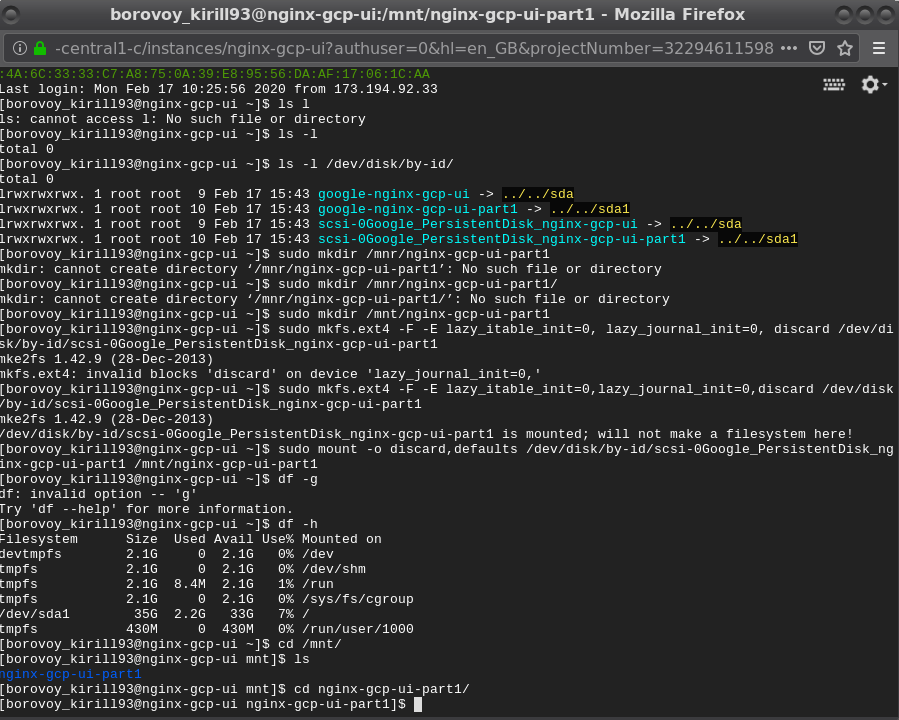 borovoy_kirill93@nginx-gcp-ui:/mnt/nginx-gcp-ui-part1 - Mozilla Firefox
-central1-c/instances/nginx-gcp-ui?authuser=0&hl=en_GB&projectNumber=32294611598
:4A:6C:33:33:C7:A8:75:0A:39:E8:95:56:DA:AF:17:06:1C:AA
Last login: Mon Feb 17 10:25:56 2020 from 173.194.92.33
[borovoy_kirill93@nginx-gcp-ui ~]$ ls l
ls: cannot access l: No such file or directory
[borovoy_kirill93@nginx-gcp-ui ~]$ ls -l
total 0
[borovoy_kirill93@nginx-gcp-ui ~]$ ls -l /dev/disk/by-id/
total 0
lrwxrwxrwx. 1 root root  9 Feb 17 15:43 google-nginx-gcp-ui -> ../../sda
lrwxrwxrwx. 1 root root 10 Feb 17 15:43 google-nginx-gcp-ui-part1 -> ../../sda1
lrwxrwxrwx. 1 root root  9 Feb 17 15:43 scsi-0Google_PersistentDisk_nginx-gcp-ui -> ../../sda
lrwxrwxrwx. 1 root root 10 Feb 17 15:43 scsi-0Google_PersistentDisk_nginx-gcp-ui-part1 -> ../../sda1
[borovoy_kirill93@nginx-gcp-ui ~]$ sudo mkdir /mnr/nginx-gcp-ui-part1
mkdir: cannot create directory ‘/mnr/nginx-gcp-ui-part1’: No such file or directory
[borovoy_kirill93@nginx-gcp-ui ~]$ sudo mkdir /mnr/nginx-gcp-ui-part1/
mkdir: cannot create directory ‘/mnr/nginx-gcp-ui-part1/’: No such file or directory
[borovoy_kirill93@nginx-gcp-ui ~]$ sudo mkdir /mnt/nginx-gcp-ui-part1
[borovoy_kirill93@nginx-gcp-ui ~]$ sudo mkfs.ext4 -F -E lazy_itable_init=0, lazy_journal_init=0, discard /dev/di
sk/by-id/scsi-0Google_PersistentDisk_nginx-gcp-ui-part1
mke2fs 1.42.9 (28-Dec-2013)
mkfs.ext4: invalid blocks 'discard' on device 'lazy_journal_init=0,'
[borovoy_kirill93@nginx-gcp-ui ~]$ sudo mkfs.ext4 -F -E lazy_itable_init=0,lazy_journal_init=0,discard /dev/disk
/by-id/scsi-0Google_PersistentDisk_nginx-gcp-ui-part1
mke2fs 1.42.9 (28-Dec-2013)
/dev/disk/by-id/scsi-0Google_PersistentDisk_nginx-gcp-ui-part1 is mounted; will not make a filesystem here!
[borovoy_kirill93@nginx-gcp-ui ~]$ sudo mount -o discard,defaults /dev/disk/by-id/scsi-0Google_PersistentDisk_ng
inx-gcp-ui-part1 /mnt/nginx-gcp-ui-part1
[borovoy_kirill93@nginx-gcp-ui ~]$ df -g
df: invalid option -- 'g'
Try 'df --help' for more information.
[borovoy_kirill93@nginx-gcp-ui ~]$ df -h
Filesystem      Size  Used Avail Use% Mounted on
devtmpfs        2.1G     0  2.1G   0% /dev
tmpfs           2.1G     0  2.1G   0% /dev/shm
tmpfs           2.1G  8.4M  2.1G   1% /run
tmpfs           2.1G     0  2.1G   0% /sys/fs/cgroup
/dev/sda1        35G  2.2G   33G   7% /
tmpfs           430M     0  430M   0% /run/user/1000
[borovoy_kirill93@nginx-gcp-ui ~]$ cd /mnt/
[borovoy_kirill93@nginx-gcp-ui mnt]$ ls
nginx-gcp-ui-part1
[borovoy_kirill93@nginx-gcp-ui mnt]$ cd nginx-gcp-ui-part1/
[borovoy_kirill93@nginx-gcp-ui nginx-gcp-ui-part1]$